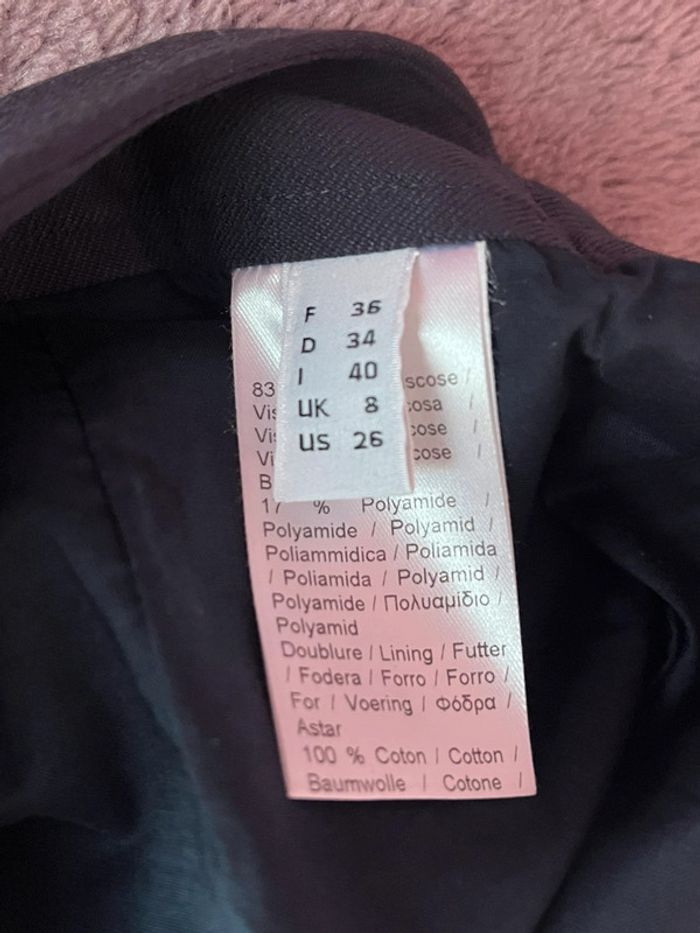 F 36
D 34
I 40
UK 8
US 26
83 scose /
Vis cosa /
Vi cose /
Vi cose /
B
17 % Polyamide /
Polyamide / Polyamid /
Poliammidica / Poliamida
/ Poliamida / Polyamid /
Polyamide / Πολυαμίδιο /
Polyamid
Doublure / Lining / Futter
/ Fodera / Forro / Forro /
For / Voering / Φόδρα /
Astar
100 % Coton / Cotton /
Baumwolle / Cotone /